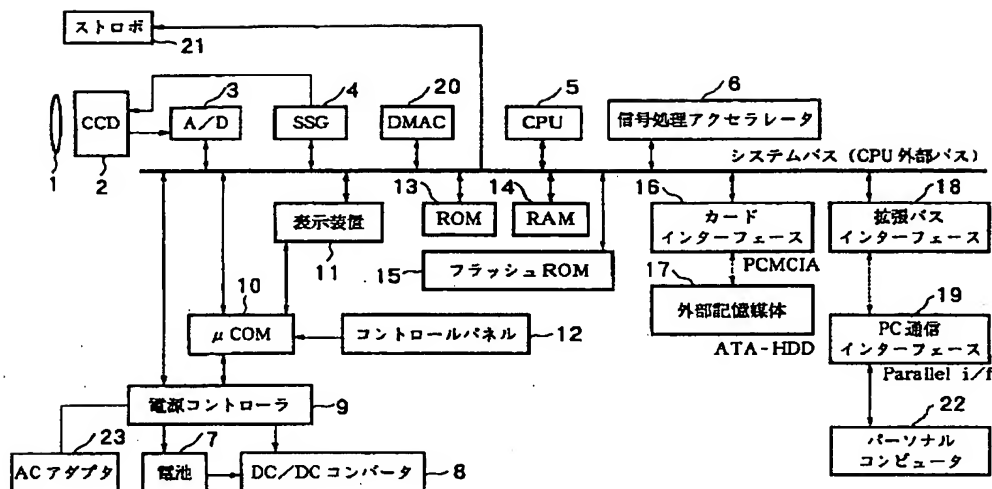 ストロボ
21
3
4
20
5
6
CCD
A/D
SSG
DMAC
CPU
信号処理アクセラレータ
1
2
システムバス (CPU 外部バス)
13
14
16
18
ROM
RAM
カード
インターフェース
拡張バス
インターフェース
表示装置
11
15
フラッシュROM
PCMCIA
17
10
外部記憶媒体
ATA-HDD
19
μCOM
コントロールパネル
12
PC通信
インターフェース
Parallel i/f
電源コントローラ
9
23
7
22
ACアダプタ
電池
DC/DCコンバータ
8
パーソナル
コンピュータ